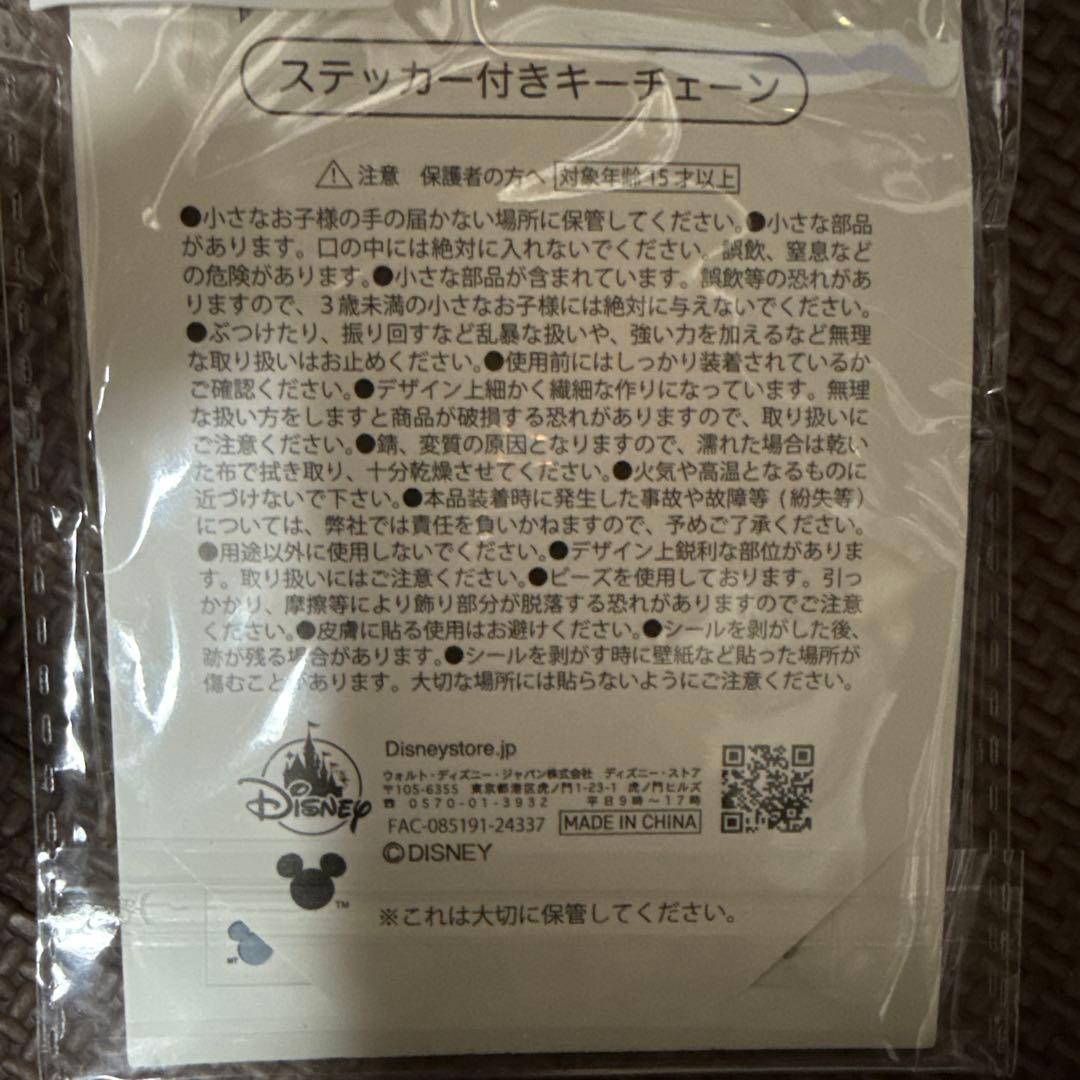 ステッカー付きキーチェーン
⚠注意 保護者の方へ 対象年齢15才以上
●小さなお子様の手の届かない場所に保管してください。●小さな部品
があります。口の中には絶対に入れないでください。誤飲、窒息など
の危険があります。●小さな部品が含まれています。誤飲等の恐れがあ
りますので、3歳未満の小さなお子様には絶対に与えないでください。
●ぶつけたり、振り回すなど乱暴な扱いや、強い力を加えるなど無理
な取り扱いはお止めください。●使用前にはしっかり装着されているか
ご確認ください。●デザイン上細かく繊細な作りになっています。無理
な扱い方をしますと商品が破損する恐れがありますので、取り扱いに
ご注意ください。●錆、変質の原因となりますので、濡れた場合は乾い
た布で拭き取り、十分乾燥させてください。●火気や高温となるものに
近づけないで下さい。●本品装着時に発生した事故や故障等(紛失等)
については、弊社では責任を負いかねますので、予めご了承ください。
●用途以外に使用しないでください。●デザイン上鋭利な部位がありま
す。取り扱いにはご注意ください。●ビーズを使用しております。引っ
かかり、摩擦等により飾り部分が脱落する恐れがありますのでご注意
ください。●皮膚に貼る使用はお避けください。●シールを剥がした後、
跡が残る場合があります。●シールを剥がす時に壁紙など貼った場所が
傷むことがあります。大切な場所には貼らないようにご注意ください。
Disney
Disneystore.jp
ウォルト・ディズニー・ジャパン株式会社 ディズニー・ストア
〒105-6355 東京都港区虎ノ門1-23-1 虎ノ門ヒルズ
☎ 0570-01-3932 平日9時〜17時
FAC-085191-24337 MADE IN CHINA
©DISNEY
TM
※これは大切に保管してください。
MT